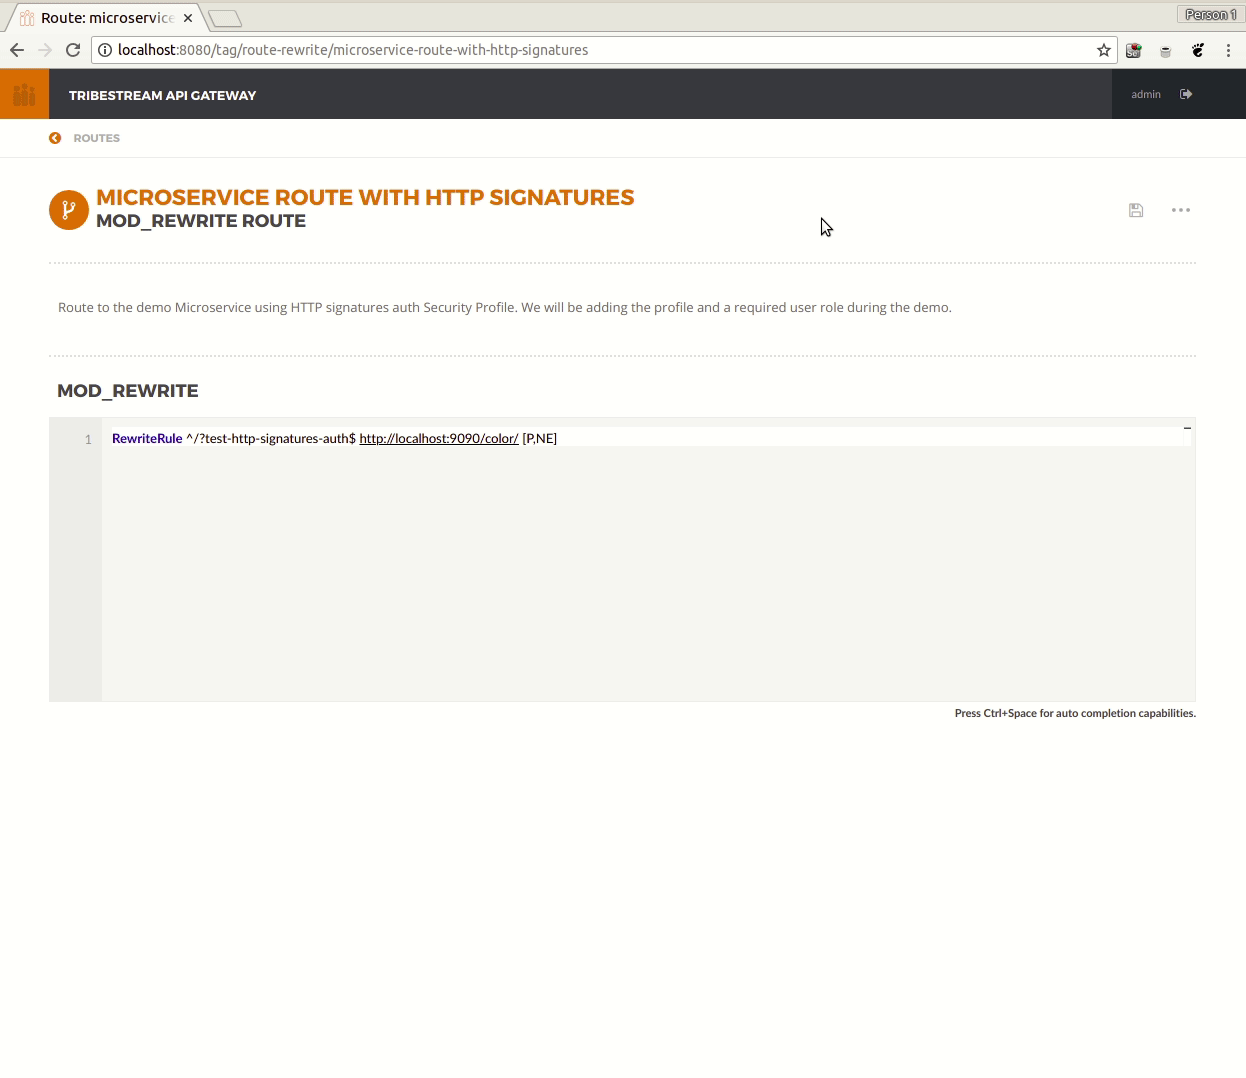 Route: microservice
Person 1
localhost:8080/tag/route-rewrite/microservice-route-with-http-signatures
TRIBESTREAM API GATEWAY
admin
ROUTES
MICROSERVICE ROUTE WITH HTTP SIGNATURES
MOD_REWRITE ROUTE
Route to the demo Microservice using HTTP signatures auth Security Profile. We will be adding the profile and a required user role during the demo.
MOD_REWRITE
1 RewriteRule ^/?test-http-signatures-auth$ http://localhost:9090/color/ [P,NE]
Press Ctrl+Space for auto completion capabilities.